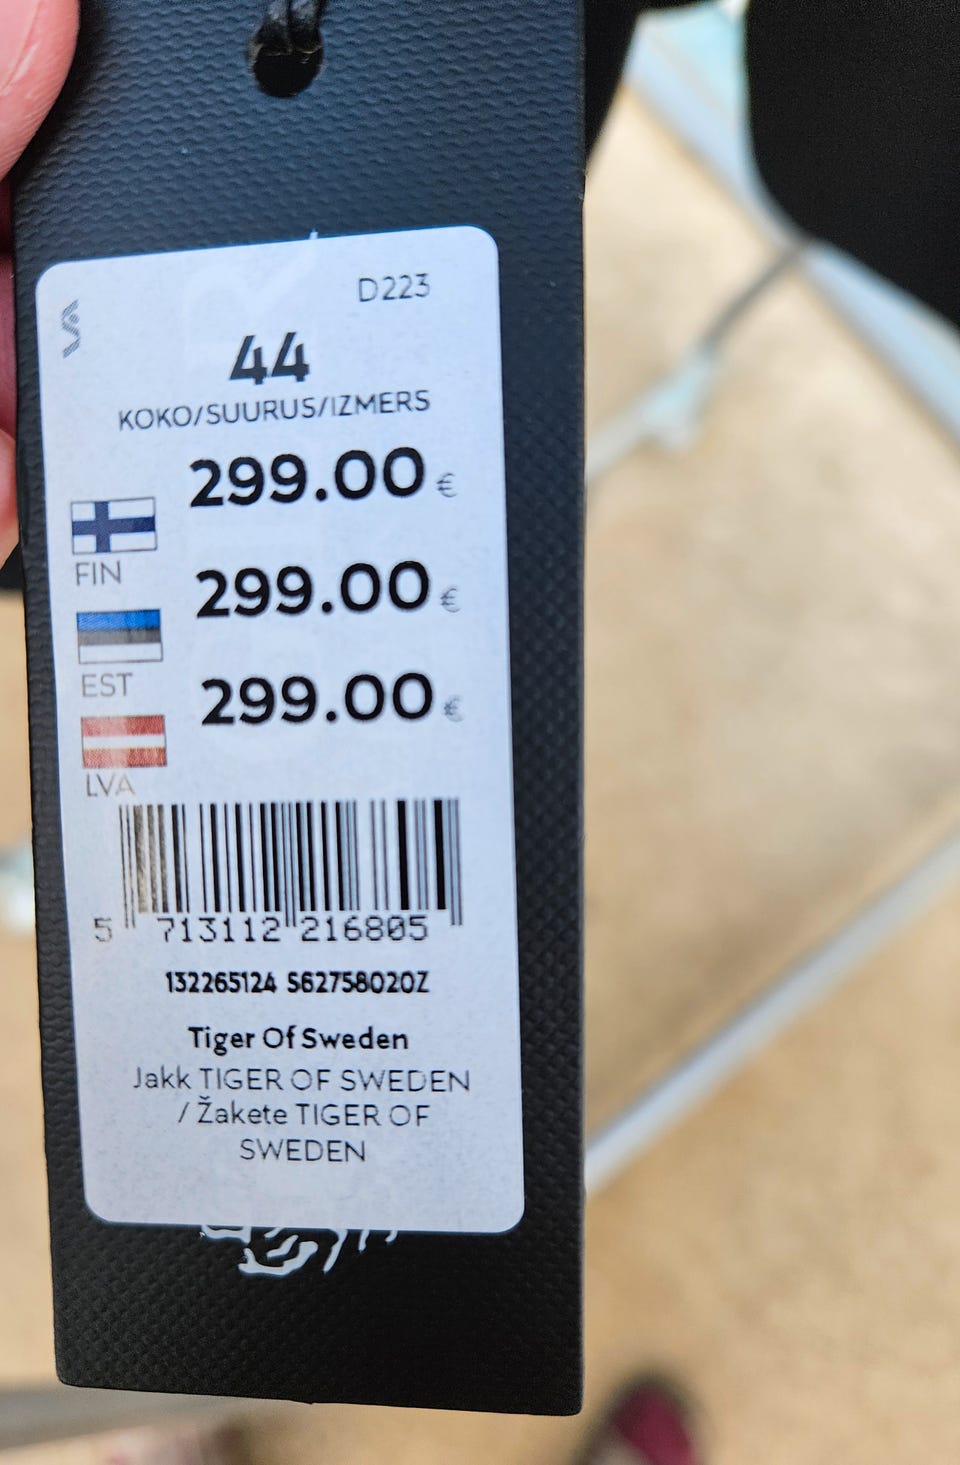 D223
44
KOKO/SUURUS/IZMERS
299.00 €
FIN
299.00 €
EST
299.00 €
LVA
5 713112 216805
132265124 S62758020Z
Tiger Of Sweden
Jakk TIGER OF SWEDEN
/ Žakete TIGER OF
SWEDEN